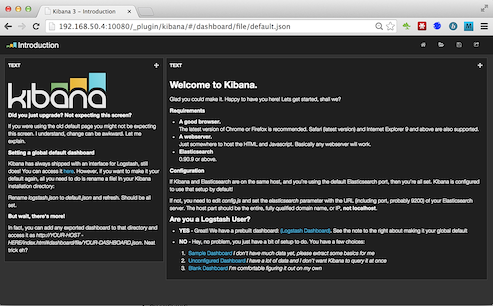 Kibana 3 – Introduction
192.168.50.4:10080/_plugin/kibana/#/dashboard/file/default.json
Introduction
TEXT
kibana
Did you just upgrade? Not expecting this screen?
If you were using the old default page you might not be expecting
this screen. I understand, change can be awkward. Let me
explain.
Setting a global default dashboard
Kibana has always shipped with an interface for Logstash, still
does! You can access it here. However, if you want to make it your
default again, all you need to do is rename a file! In your Kibana
installation directory:
Rename logstash.json to default.json and refresh. Should be all
set.
But wait, there's more!
In fact, you can add any exported dashboard to that directory and
access it as http://YOUR-HOST-
HERE/index.html#dashboard/file/YOUR-DASHBOARD.json. Neat
trick eh?
TEXT
Welcome to Kibana.
Glad you could make it. Happy to have you here! Lets get started, shall we?
Requirements
• A good browser.
The latest version of Chrome or Firefox is recommended. Safari (latest version) and Internet Explorer 9 and above are also supported.
• A webserver.
Just somewhere to host the HTML and Javascript. Basically any webserver will work.
• Elasticsearch
0.90.9 or above.
Configuration
If Kibana and Elasticsearch are on the same host, and you're using the default Elasticsearch port, then you're all set. Kibana is configured
to use that setup by default!
If not, you need to edit config.js and set the elasticsearch parameter with the URL (including port, probably 9200) of your Elasticsearch
server. The host part should be the entire, fully qualified domain name, or IP, not localhost.
Are you a Logstash User?
• YES - Great! We have a prebuilt dashboard: (Logstash Dashboard). See the note to the right about making it your global default
• NO - Hey, no problem, you just have a bit of setup to do. You have a few choices:
1. Sample Dashboard I don't have much data yet, please extract some basics for me
2. Unconfigured Dashboard I have a lot of data and I don't want Kibana to query it at once
3. Blank Dashboard I'm comfortable figuring it out on my own